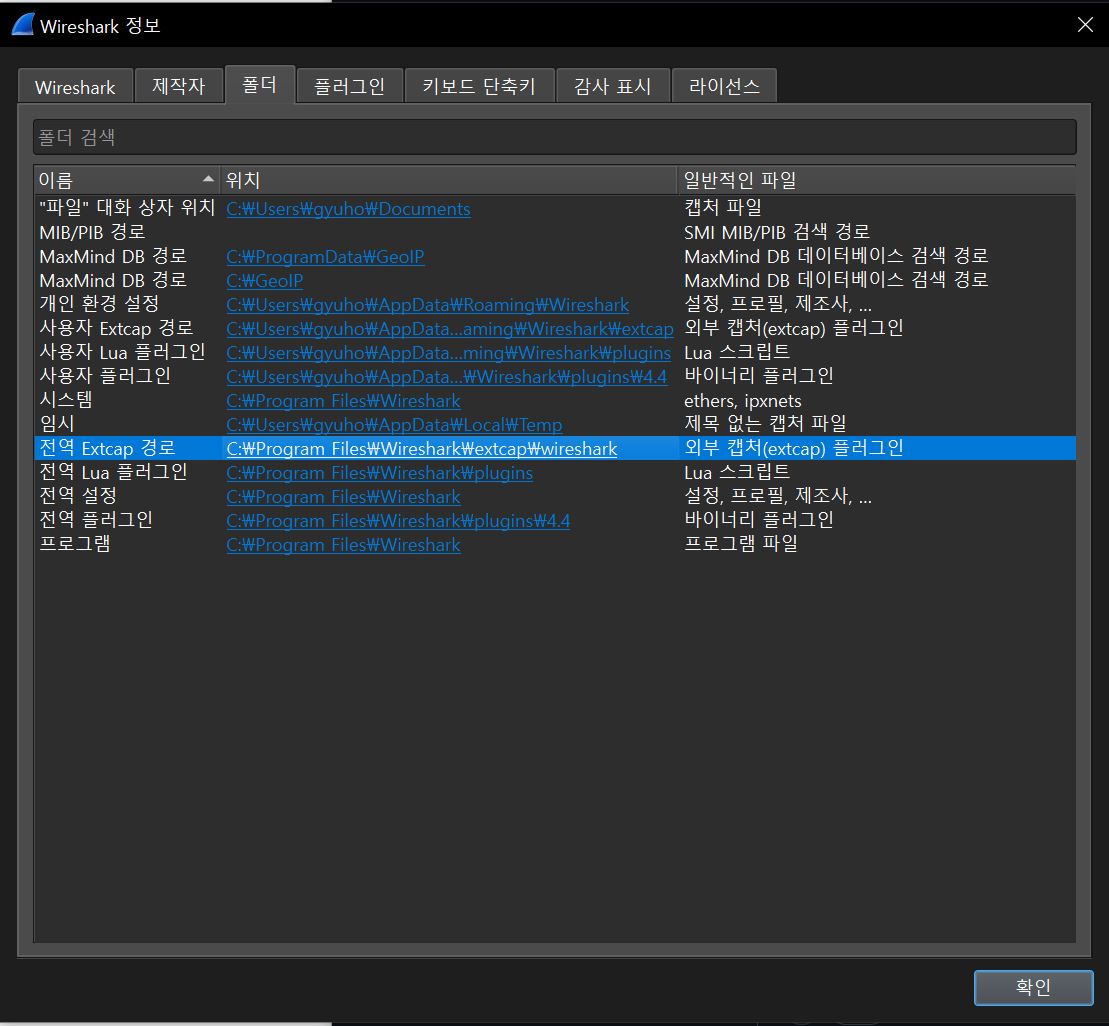 Wireshark 정보
Wireshark 제작자 폴더 플러그인 키보드 단축키 감사 표시 라이선스
폴더 검색
이름 위치 일반적인 파일
"파일" 대화 상자 위치 C:₩Users₩gyuho₩Documents 캡처 파일
MIB/PIB 경로 SMI MIB/PIB 검색 경로
MaxMind DB 경로 C:₩ProgramData₩GeoIP MaxMind DB 데이터베이스 검색 경로
MaxMind DB 경로 C:₩GeoIP MaxMind DB 데이터베이스 검색 경로
개인 환경 설정 C:₩Users₩gyuho₩AppData₩Roaming₩Wireshark 설정, 프로필, 제조사, ...
사용자 Extcap 경로 C:₩Users₩gyuho₩AppData...aming₩Wireshark₩extcap 외부 캡처(extcap) 플러그인
사용자 Lua 플러그인 C:₩Users₩gyuho₩AppData...ming₩Wireshark₩plugins Lua 스크립트
사용자 플러그인 C:₩Users₩gyuho₩AppData...₩Wireshark₩plugins₩4.4 바이너리 플러그인
시스템 C:₩Program Files₩Wireshark ethers, ipxnets
임시 C:₩Users₩gyuho₩AppData₩Local₩Temp 제목 없는 캡처 파일
전역 Extcap 경로 C:₩Program Files₩Wireshark₩extcap₩wireshark 외부 캡처(extcap) 플러그인
전역 Lua 플러그인 C:₩Program Files₩Wireshark₩plugins Lua 스크립트
전역 설정 C:₩Program Files₩Wireshark 설정, 프로필, 제조사, ...
전역 플러그인 C:₩Program Files₩Wireshark₩plugins₩4.4 바이너리 플러그인
프로그램 C:₩Program Files₩Wireshark 프로그램 파일
확인